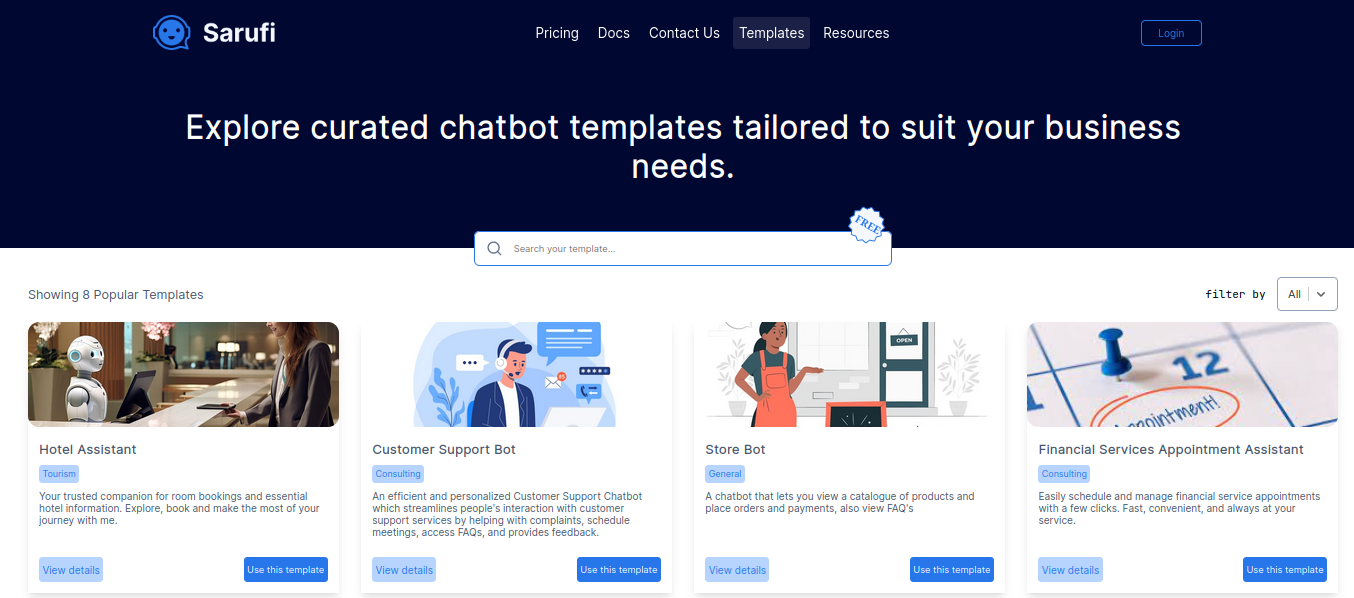 Sarufi
Pricing Docs Contact Us Templates Resources
Login
Explore curated chatbot templates tailored to suit your business
needs.
FREE
Search your template...
Showing 8 Popular Templates
filter by All
OPEN
12
ppointment!
Hotel Assistant
Tourism
Your trusted companion for room bookings and essential
hotel information. Explore, book and make the most of your
journey with me.
View details Use this template
Customer Support Bot
Consulting
An efficient and personalized Customer Support Chatbot
which streamlines people's interaction with customer
support services by helping with complaints, schedule
meetings, access FAQs, and provides feedback.
View details Use this template
Store Bot
General
A chatbot that lets you view a catalogue of products and
place orders and payments, also view FAQ's
View details Use this template
Financial Services Appointment Assistant
Consulting
Easily schedule and manage financial service appointments
with a few clicks. Fast, convenient, and always at your
service.
View details Use this template